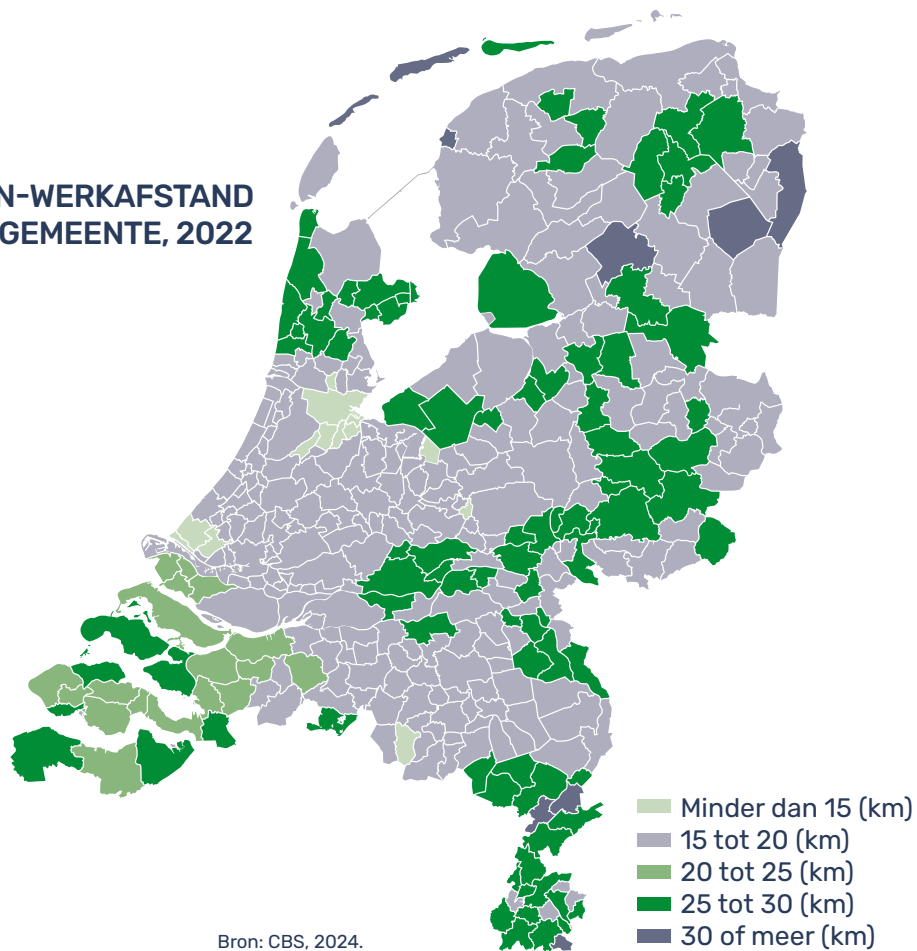 N-WERKAFSTAND
GEMEENTE, 2022
Minder dan 15 (km)
15 tot 20 (km)
20 tot 25 (km)
25 tot 30 (km)
30 of meer (km)
Bron: CBS, 2024.